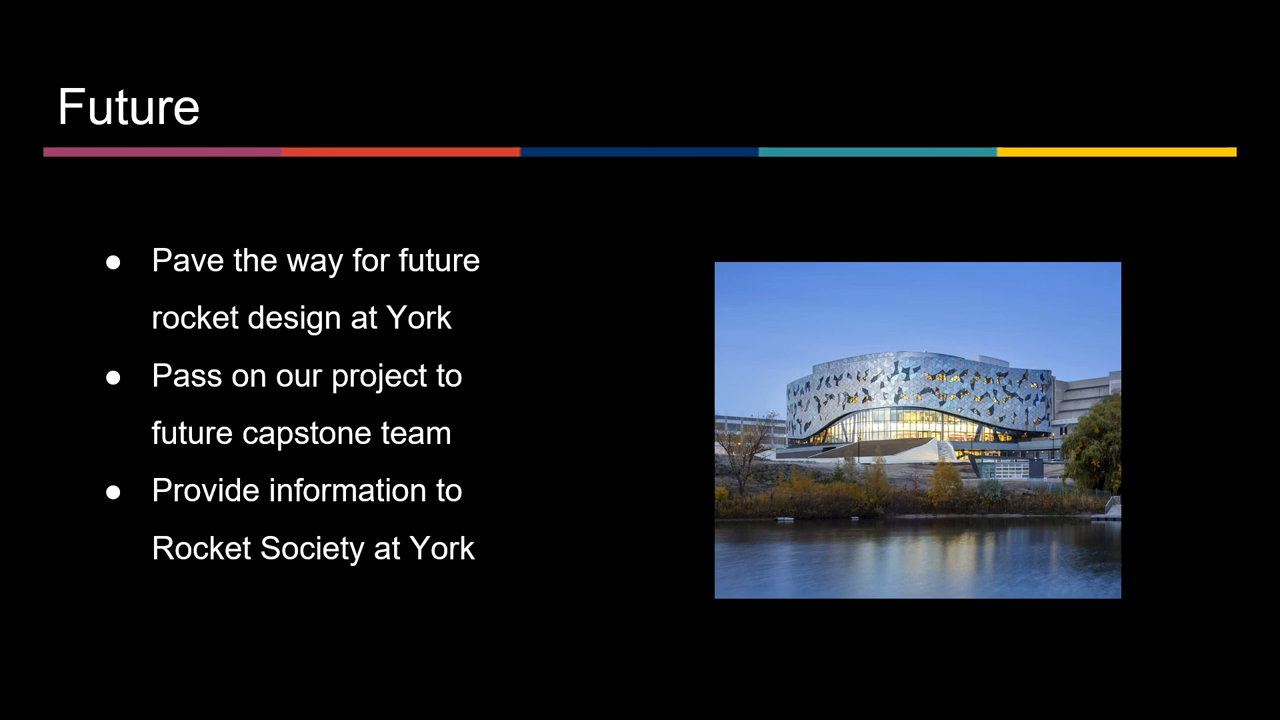 Future
● Pave the way for future
rocket design at York
● Pass on our project to
future capstone team
● Provide information to
Rocket Society at York